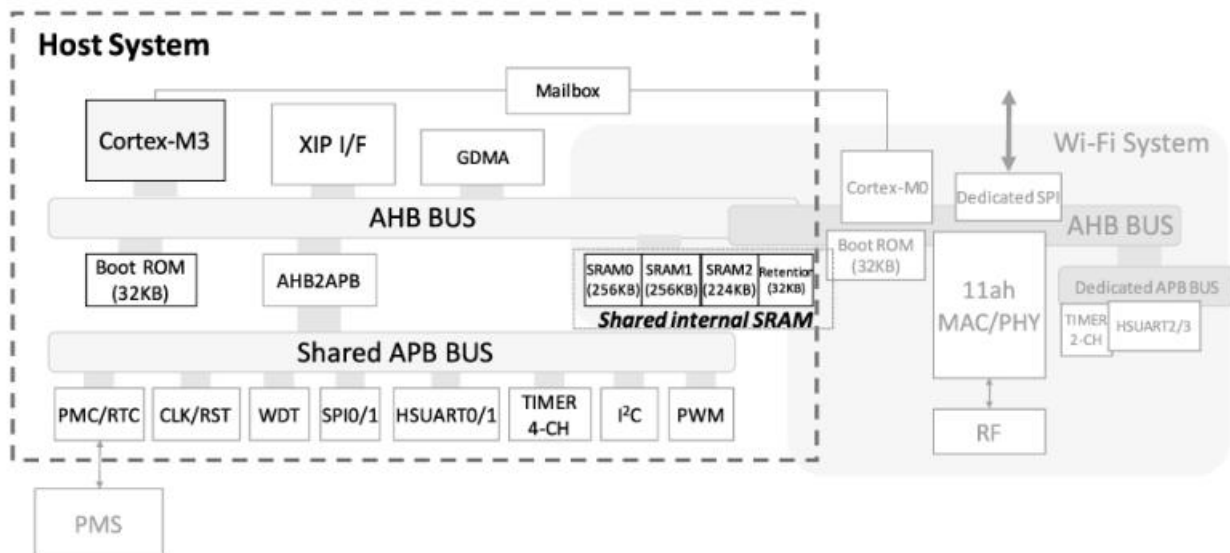 Host System
Mailbox
Cortex-M3
XIP I/F
GDMA
Wi-Fi System
Cortex-M0
Dedicated SPI
AHB BUS
AHB BUS
Boot ROM
(32KB)
AHB2APB
SRAM0
(256KB)
SRAM1
(256KB)
SRAM2
(224KB)
Retention
(32KB)
Shared internal SRAM
Boot ROM
(32KB)
11ah
MAC/PHY
Dedicated APB BUS
TIMER
2-CH
HSUART2/3
Shared APB BUS
PMC/RTC
CLK/RST
WDT
SPI0/1
HSUART0/1
TIMER
4-CH
I²C
PWM
RF
PMS